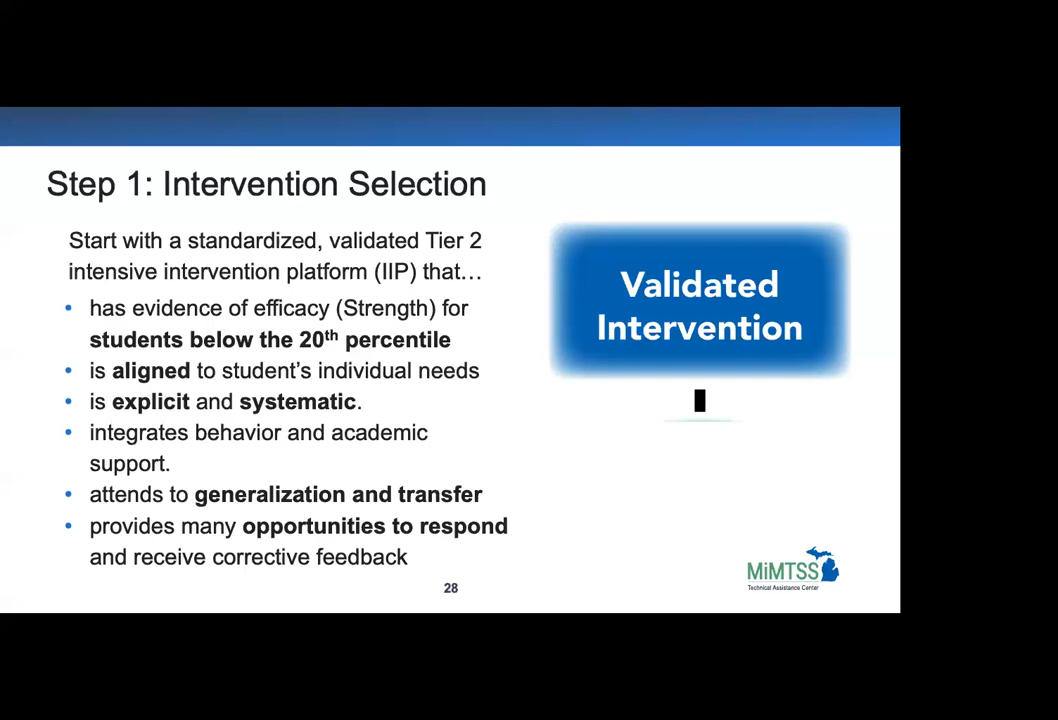 Step 1: Intervention Selection
Start with a standardized, validated Tier 2
intensive intervention platform (IIP) that…
• has evidence of efficacy (Strength) for
students below the 20th percentile
• is aligned to student’s individual needs
• is explicit and systematic.
• integrates behavior and academic
support.
• attends to generalization and transfer
• provides many opportunities to respond
and receive corrective feedback
Validated
Intervention
28
MiMTSS
Technical Assistance Center